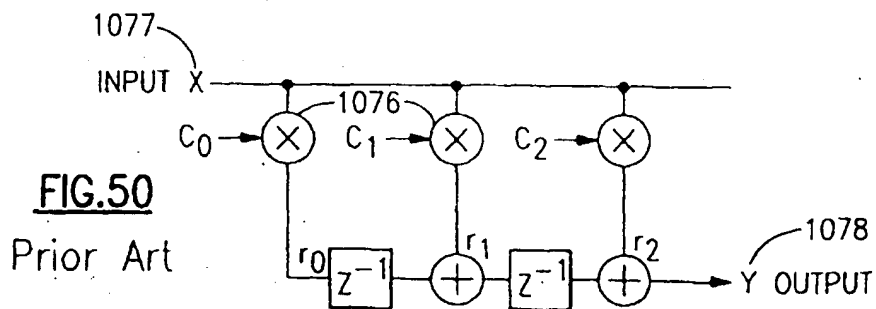 1077
INPUT X
1076
C0 × C1 × C2 ×
FIG.50
Prior Art
r0 Z⁻¹ r1 + Z⁻¹ r2 +
1078
Y OUTPUT